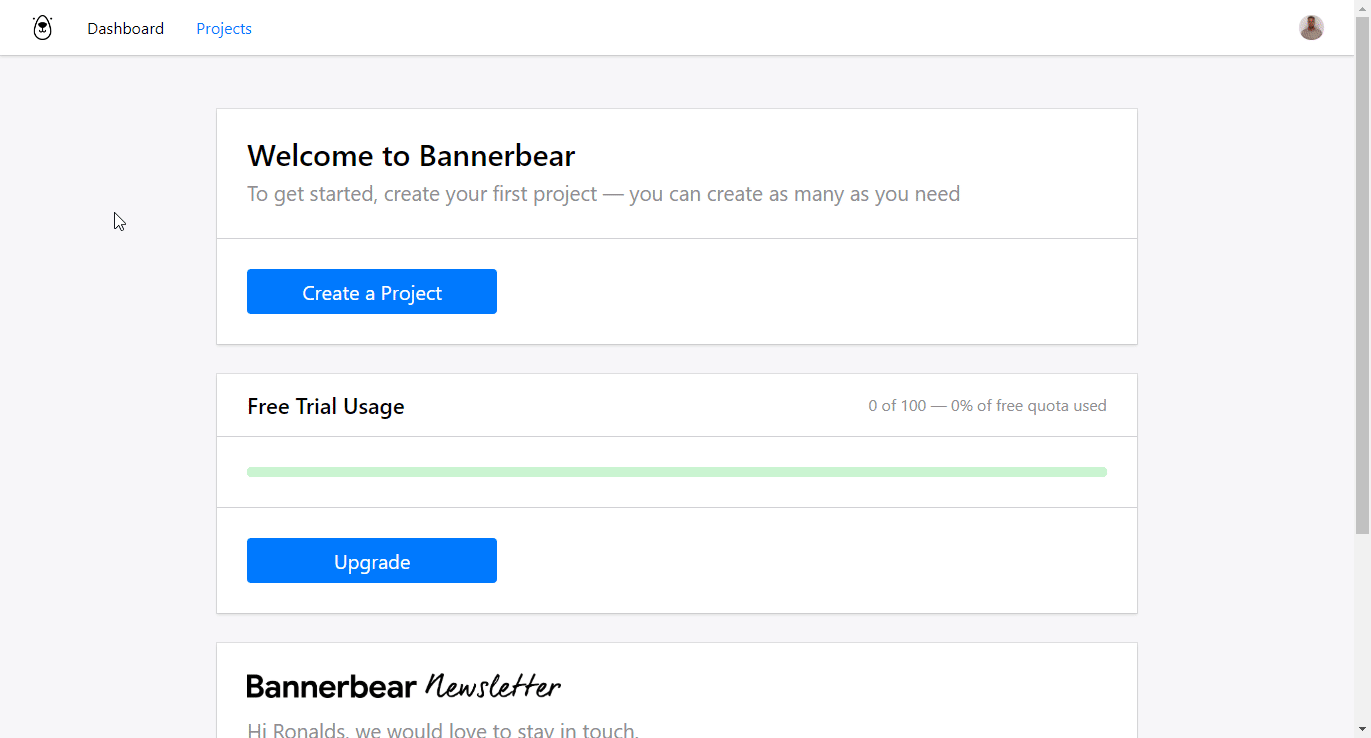 Dashboard Projects
Welcome to Bannerbear
To get started, create your first project — you can create as many as you need
Create a Project
Free Trial Usage 0 of 100 — 0% of free quota used
Upgrade
Bannerbear Newsletter
Hi Ronalds, we would love to stay in touch.